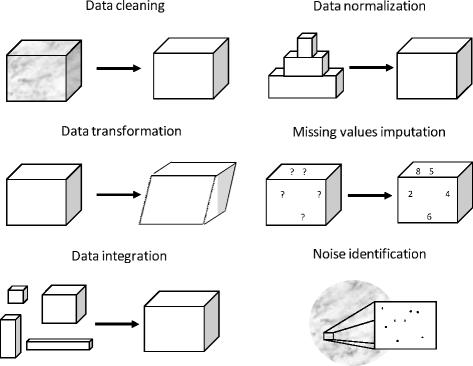 Data cleaning
Data normalization
Data transformation
Missing values imputation
? ?
? ?
?
8 5
2 4
6
Data integration
Noise identification